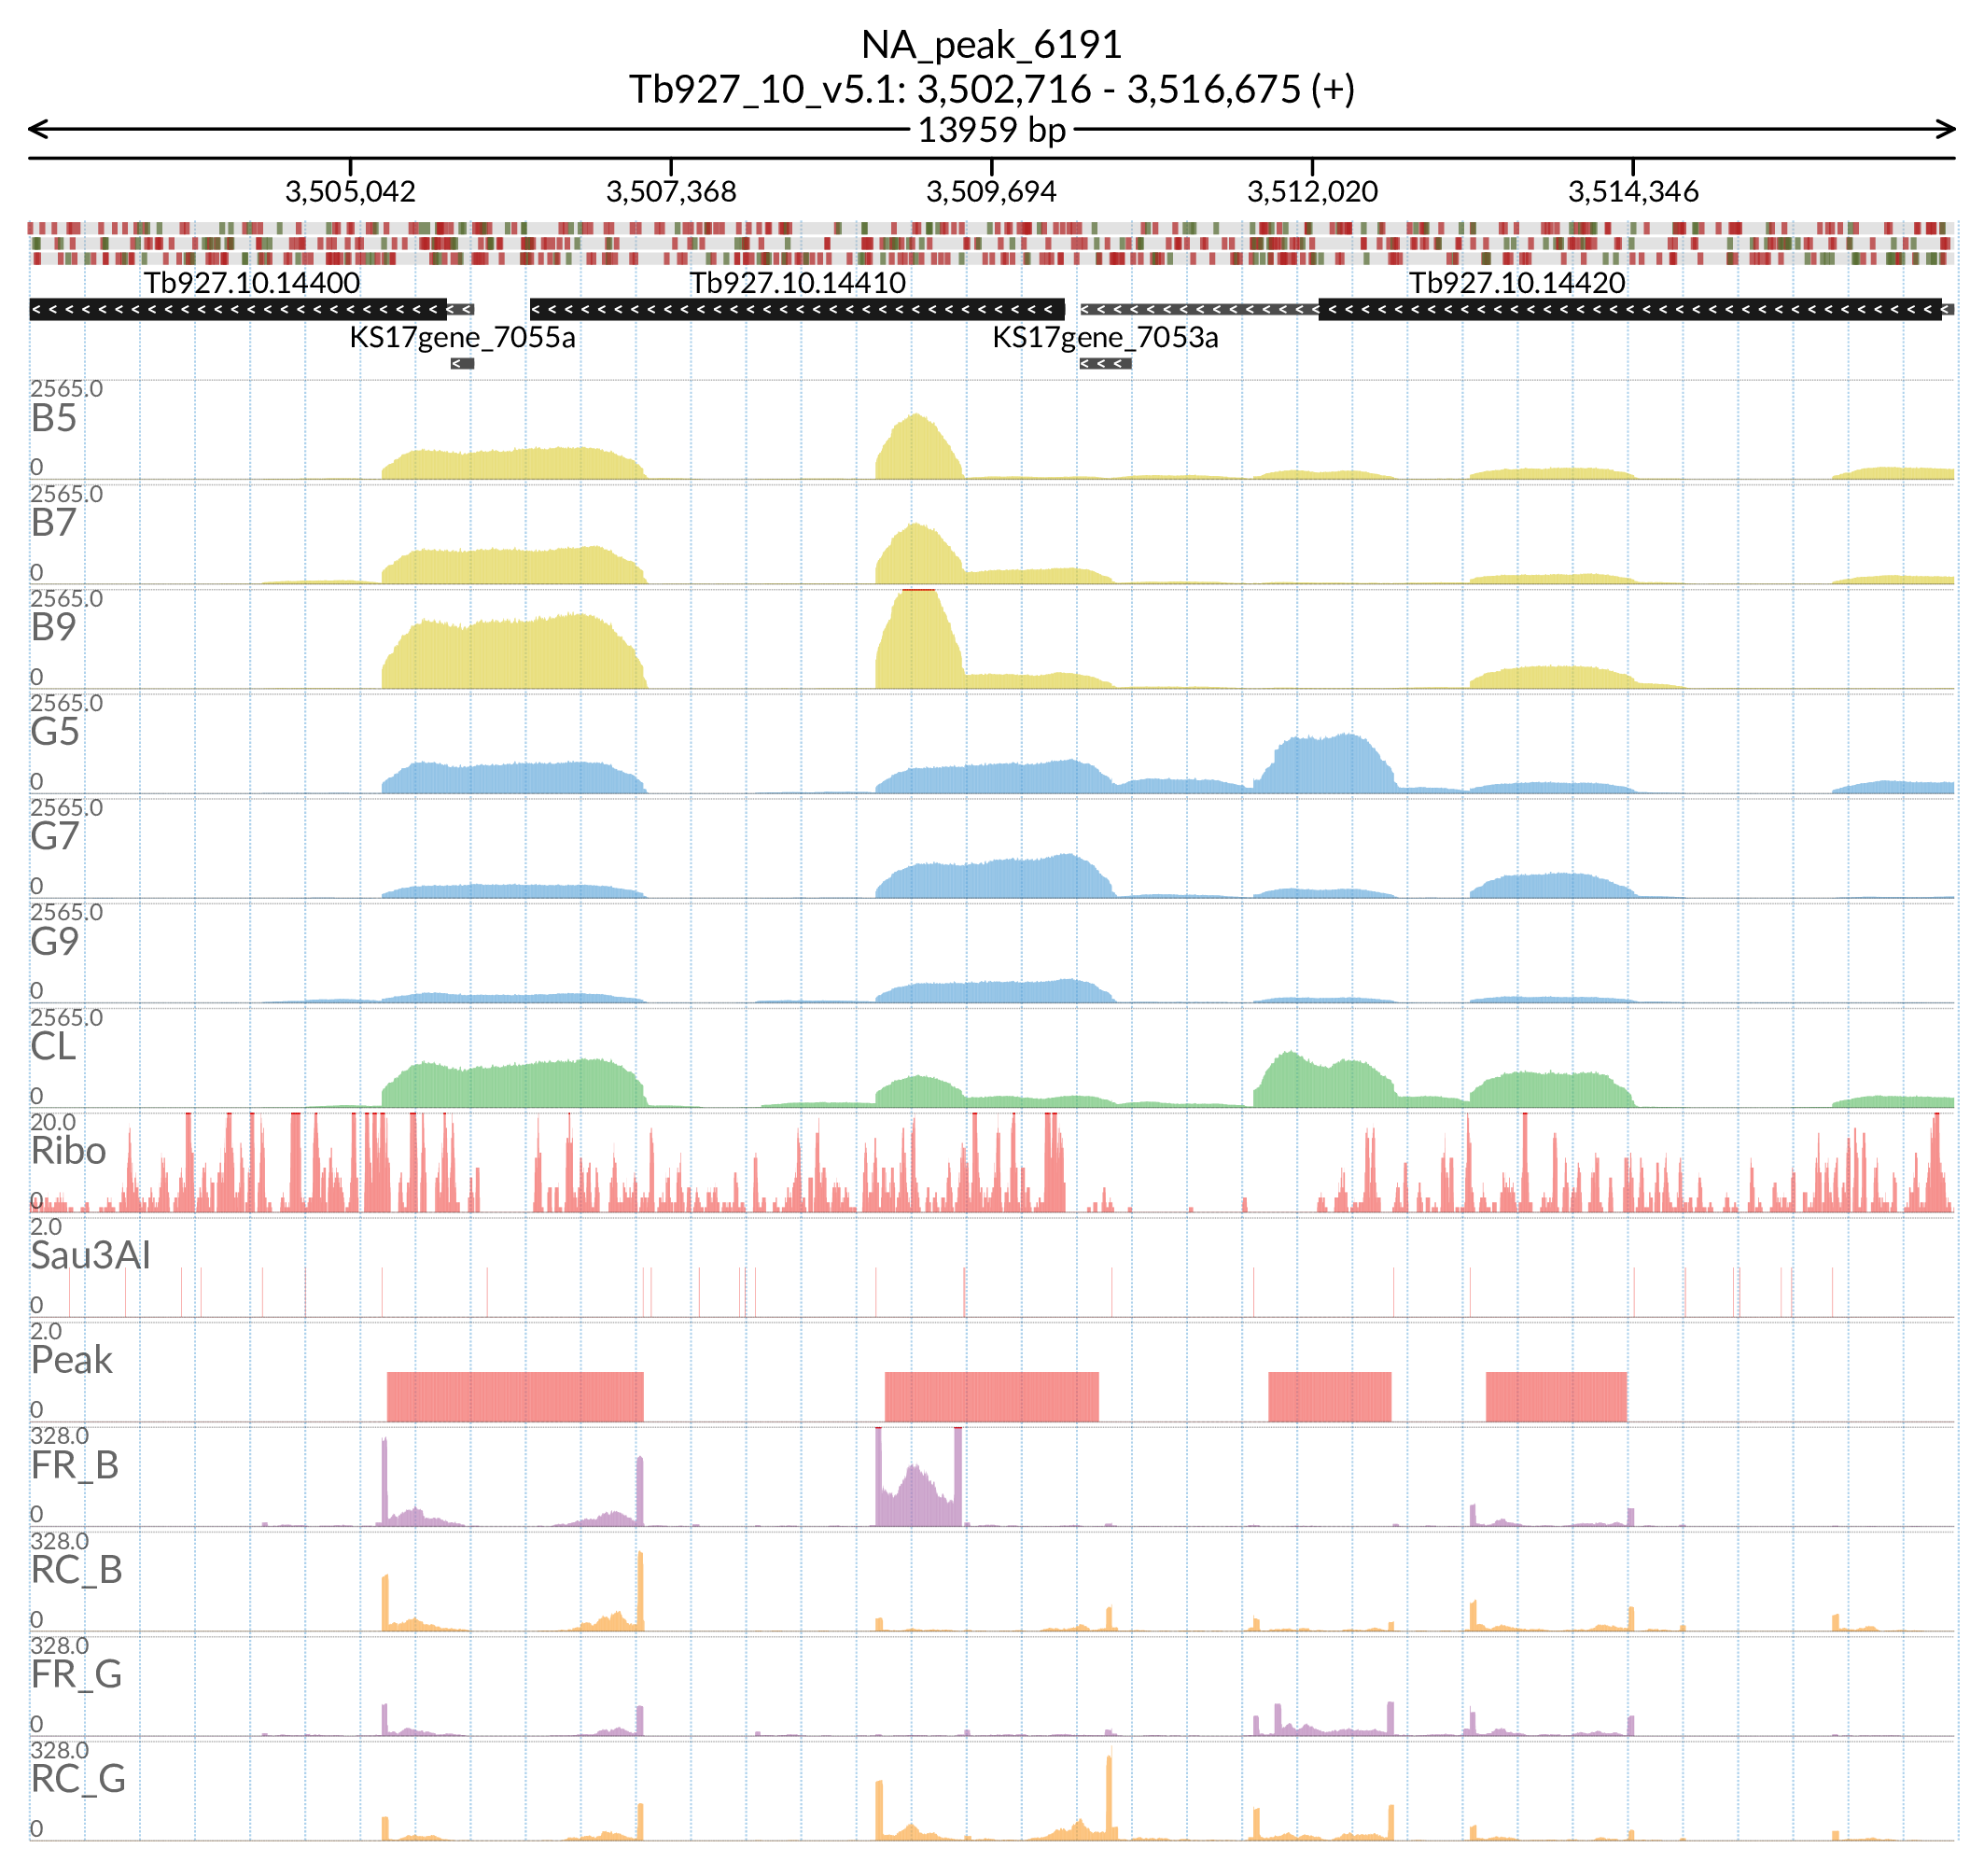 NA_peak_6191
Tb927_10_v5.1: 3,502,716 - 3,516,675 (+)
13959 bp
3,505,042 3,507,368 3,509,694 3,512,020 3,514,346
Tb927.10.14400 Tb927.10.14410 Tb927.10.14420
KS17gene_7055a KS17gene_7053a
2565.0
B5
0
2565.0
B7
0
2565.0
B9
0
2565.0
G5
0
2565.0
G7
0
2565.0
G9
0
2565.0
CL
0
20.0
Ribo
0
2.0
Sau3AI
0
2.0
Peak
0
328.0
FR_B
0
328.0
RC_B
0
328.0
FR_G
0
328.0
RC_G
0